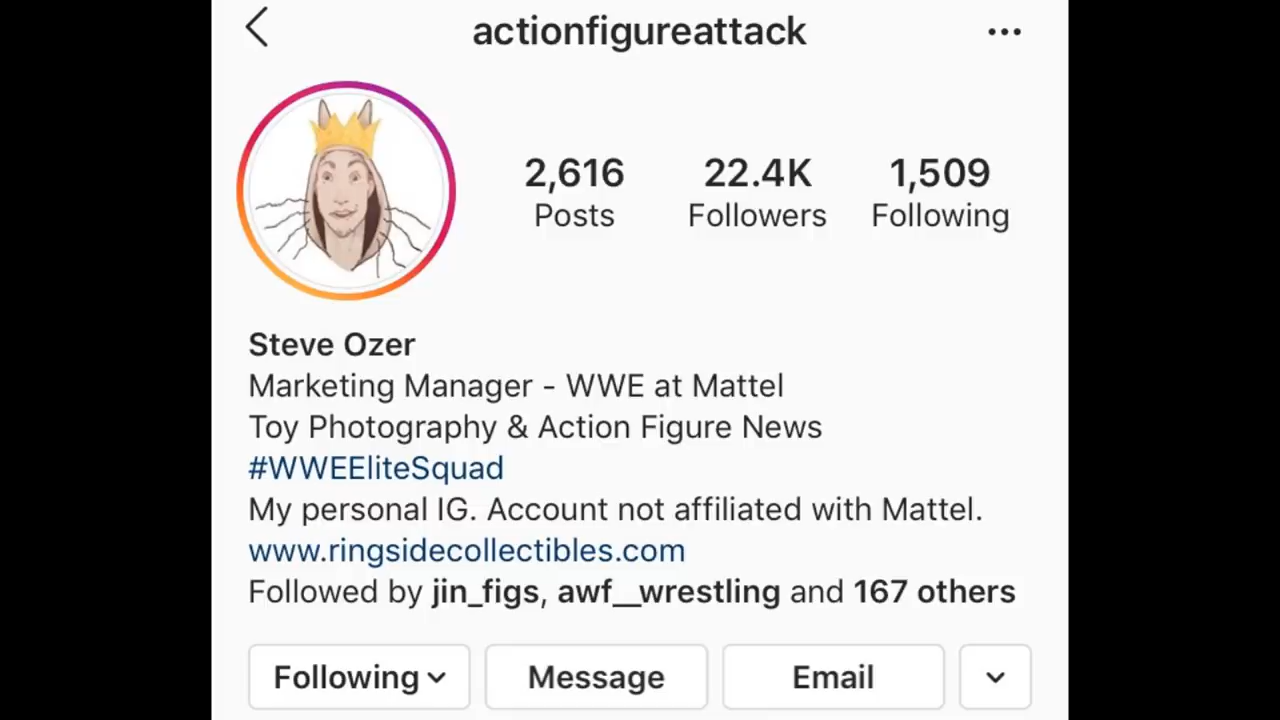 actionfigureattack
2,616 22.4K 1,509
Posts Followers Following
Steve Ozer
Marketing Manager - WWE at Mattel
Toy Photography & Action Figure News
#WWEEliteSquad
My personal IG. Account not affiliated with Mattel.
www.ringsidecollectibles.com
Followed by jin_figs, awf__wrestling and 167 others
Following Message Email